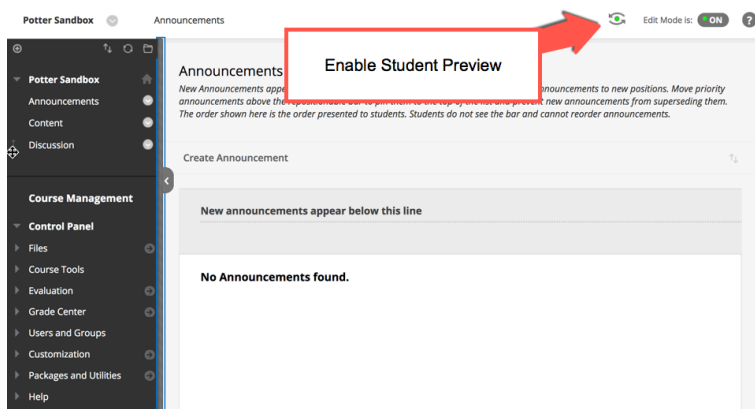 Potter Sandbox
Announcements
Edit Mode is:
ON
?
Enable Student Preview
Potter Sandbox
Announcements
Content
Discussion
Course Management
Control Panel
Files
Course Tools
Evaluation
Grade Center
Users and Groups
Customization
Packages and Utilities
Help
Announcements
New Announcements appe nnouncements to new positions. Move priority
announcements above the repositionable bar to pin them to the top of the list and prevent new announcements from superseding them.
The order shown here is the order presented to students. Students do not see the bar and cannot reorder announcements.
Create Announcement
New announcements appear below this line
No Announcements found.